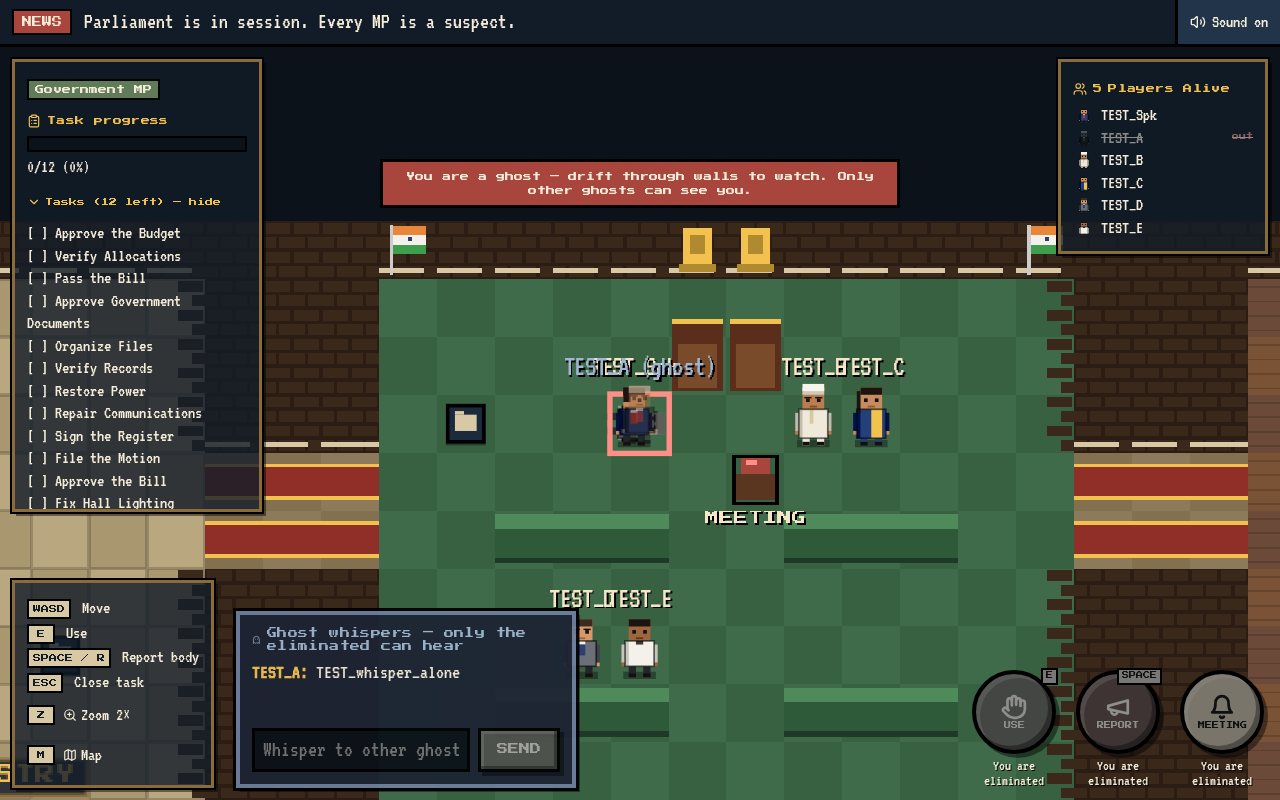 NEWS Parliament is in session. Every MP is a suspect.
Sound on
Government MP
Task progress
0/12 (0%)
Tasks (12 left) — hide
[ ] Approve the Budget
[ ] Verify Allocations
[ ] Pass the Bill
[ ] Approve Government
Documents
[ ] Organize Files
[ ] Verify Records
[ ] Restore Power
[ ] Repair Communications
[ ] Sign the Register
[ ] File the Motion
[ ] Approve the Bill
[ ] Fix Hall Lighting
5 Players Alive
TEST_Spk
TEST_A out
TEST_B
TEST_C
TEST_D
TEST_E
You are a ghost — drift through walls to watch. Only
other ghosts can see you.
TEST_A (ghost)
TEST_C
MEETING
TEST_E
WASD Move
E Use
SPACE / R Report body
ESC Close task
Z Zoom 2X
M Map
Ghost whispers — only the
eliminated can hear
TEST_A: TEST_whisper_alone
Whisper to other ghost
SEND
E
USE
You are
eliminated
SPACE
REPORT
You are
eliminated
MEETING
You are
eliminated